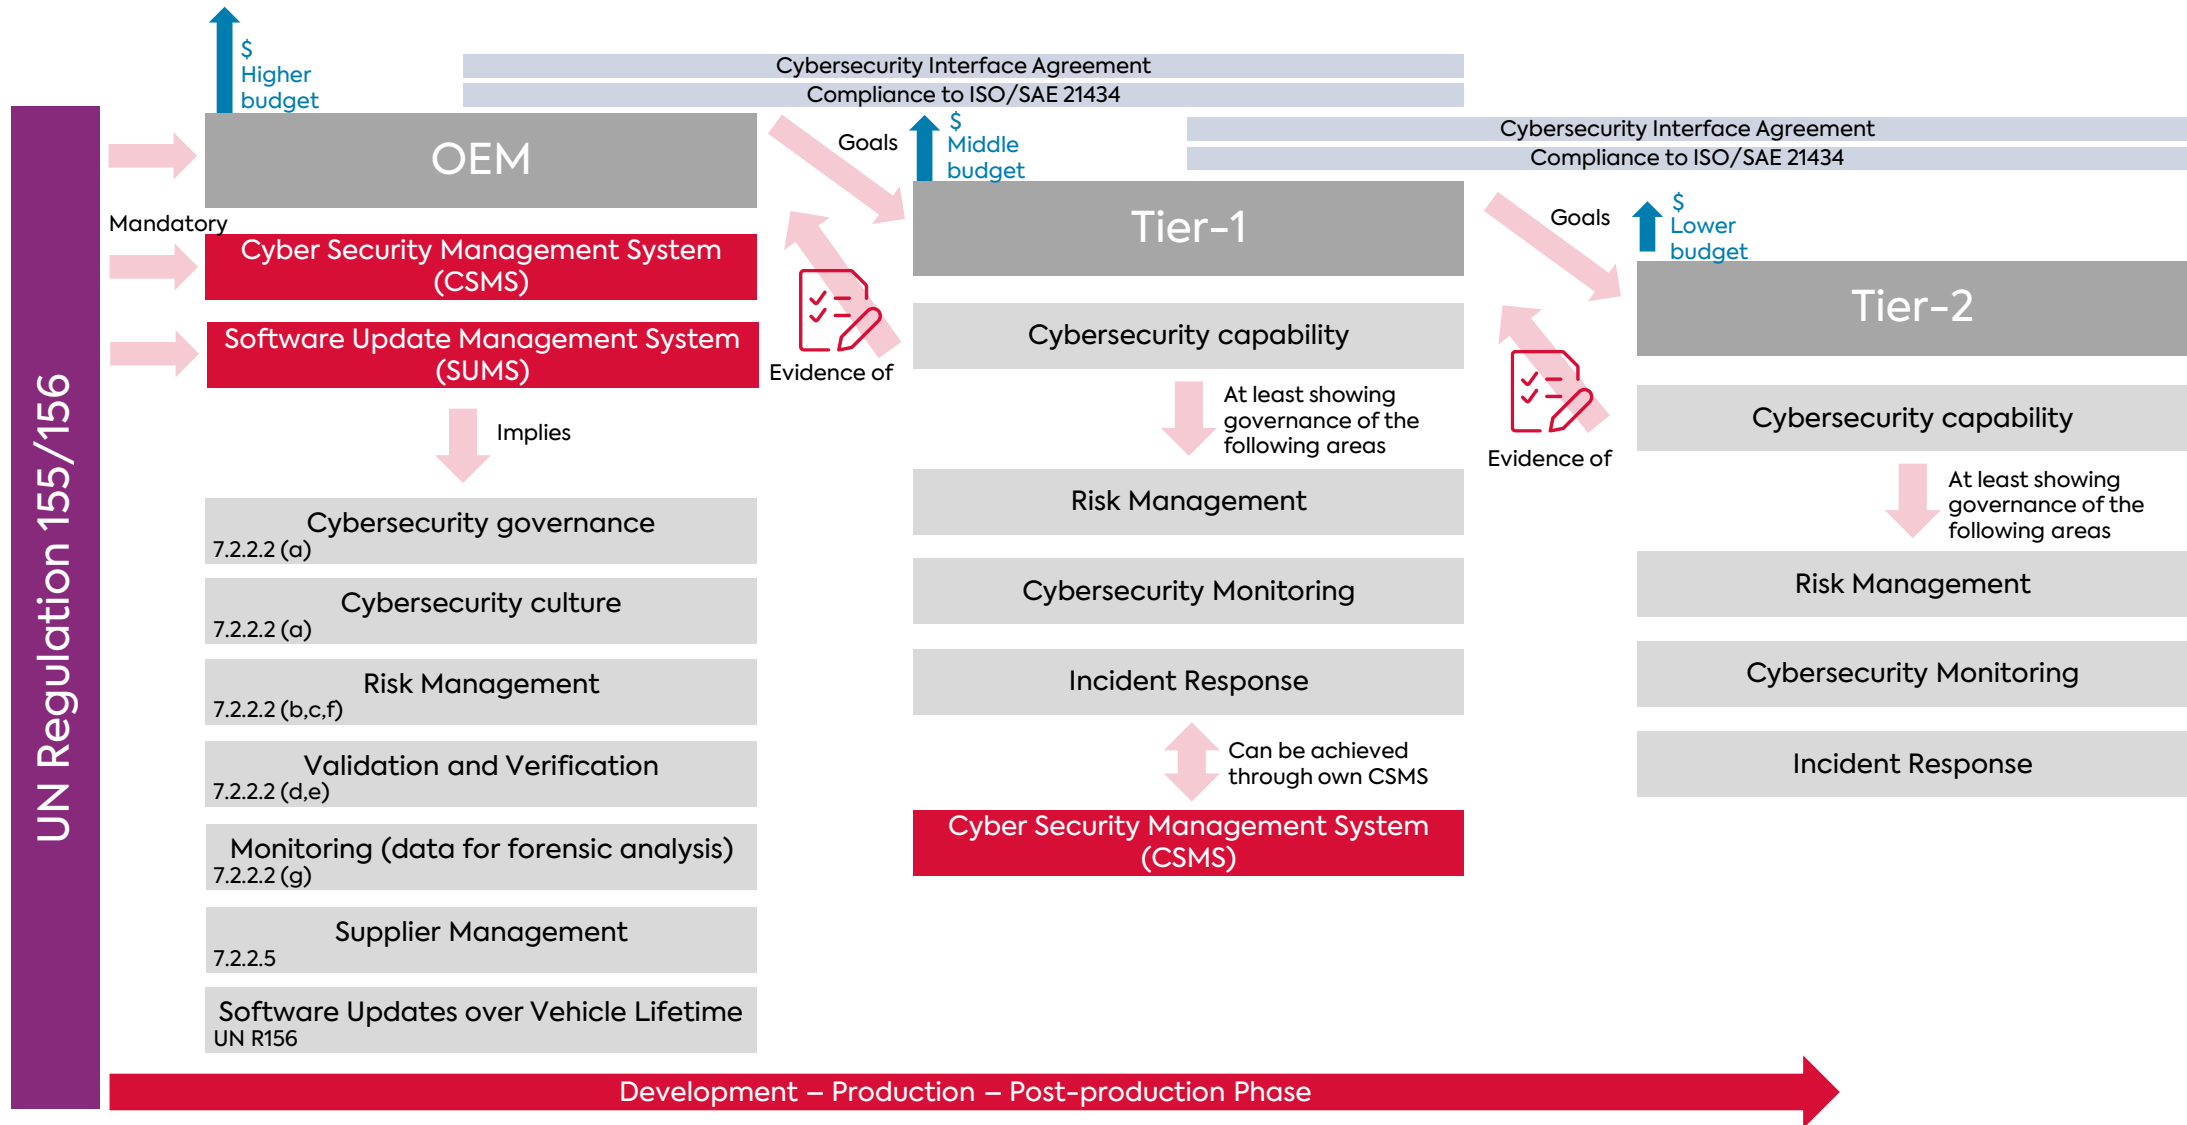 UN Regulation 155/156
Mandatory
$
Higher
budget
OEM
Cyber Security Management System
(CSMS)
Software Update Management System
(SUMS)
Implies
Cybersecurity governance
7.2.2.2 (a)
Cybersecurity culture
7.2.2.2 (a)
Risk Management
7.2.2.2 (b,c,f)
Validation and Verification
7.2.2.2 (d,e)
Monitoring (data for forensic analysis)
7.2.2.2 (g)
Supplier Management
7.2.2.5
Software Updates over Vehicle Lifetime
UN R156
Cybersecurity Interface Agreement
Compliance to ISO/SAE 21434
Goals
Evidence of
$
Middle
budget
Tier-1
Cybersecurity capability
At least showing
governance of the
following areas
Risk Management
Cybersecurity Monitoring
Incident Response
Can be achieved
through own CSMS
Cyber Security Management System
(CSMS)
Cybersecurity Interface Agreement
Compliance to ISO/SAE 21434
Goals
Evidence of
$
Lower
budget
Tier-2
Cybersecurity capability
At least showing
governance of the
following areas
Risk Management
Cybersecurity Monitoring
Incident Response
Development – Production – Post-production Phase